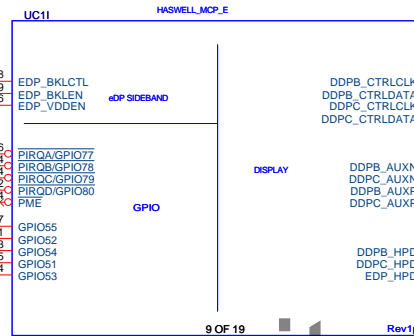 UC1I
HASWELL_MCP_E
EDP_BKLCTL
EDP_BKLEN
EDP_VDDEN
eDP SIDEBAND
DDPB_CTRLCLK
DDPB_CTRLDATA
DDPC_CTRLCLK
DDPC_CTRLDATA
PIRQA/GPIO77
PIRQB/GPIO78
PIRQC/GPIO79
PIRQD/GPIO80
PME
GPIO
DISPLAY
DDPB_AUXN
DDPC_AUXN
DDPB_AUXP
DDPC_AUXP
GPIO55
GPIO52
GPIO54
GPIO51
GPIO53
DDPB_HPD
DDPC_HPD
EDP_HPD
9 OF 19
Rev1p